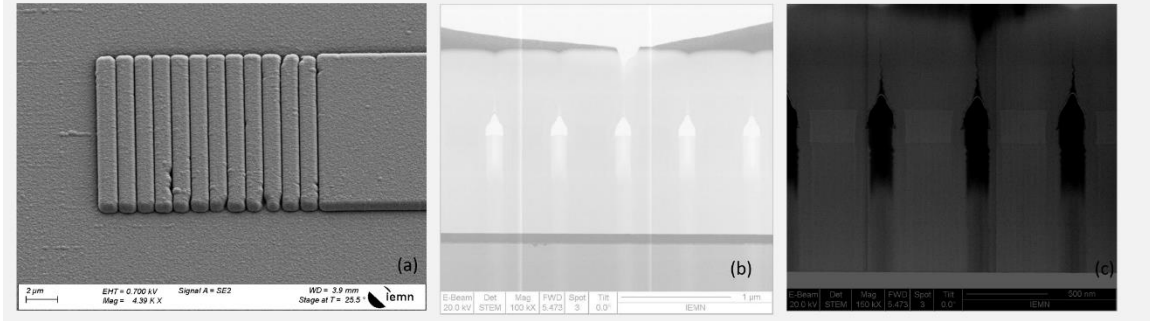 (a)
2 µm
EHT = 0.700 kV
Mag = 4.39 K X
Signal A = SE2
WD = 3.9 mm
Stage at T = 25.5 °
iemn
(b)
E-Beam Det Mag FWD Spot Tilt
20.0 kV STEM 100 kX 5.473 3 0.0°
1 µm
IEMN
(c)
E-Beam Det Mag FWD Spot Tilt
20.0 kV STEM 150 kX 5.473 3 0.0°
500 nm
IEMN